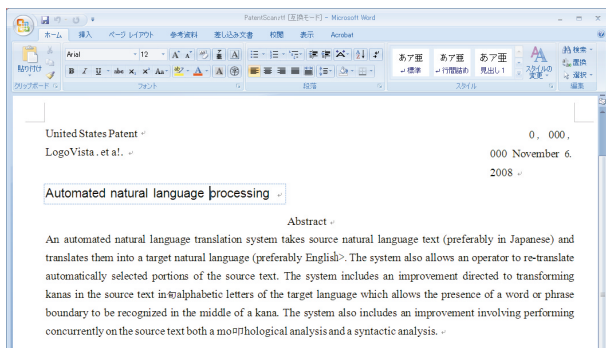 PatentScan.rtf [互換モード] - Microsoft Word
ホーム 挿入 ページ レイアウト 参考資料 差し込み文書 校閲 表示 Acrobat
貼り付け
Arial 12
B I U abc x₂ x² Aa
あア亜 あア亜 あア亜
標準 行間詰め 見出し 1
スタイルの変更
検索
置換
選択
クリップボード フォント 段落 スタイル 編集
United States Patent
0, 000,
LogoVista . et a!.
000 November 6.
2008
Automated natural language processing
Abstract
An automated natural language translation system takes source natural language text (preferably in Japanese) and
translates them into a target natural language (preferably English>. The system also allows an operator to re-translate
automatically selected portions of the source text. The system includes an improvement directed to transforming
kanas in the source text in旬alphabetic letters of the target language which allows the presence of a word or phrase
boundary to be recognized in the middle of a kana. The system also includes an improvement involving performing
concurrently on the source text both a mo叩hological analysis and a syntactic analysis.